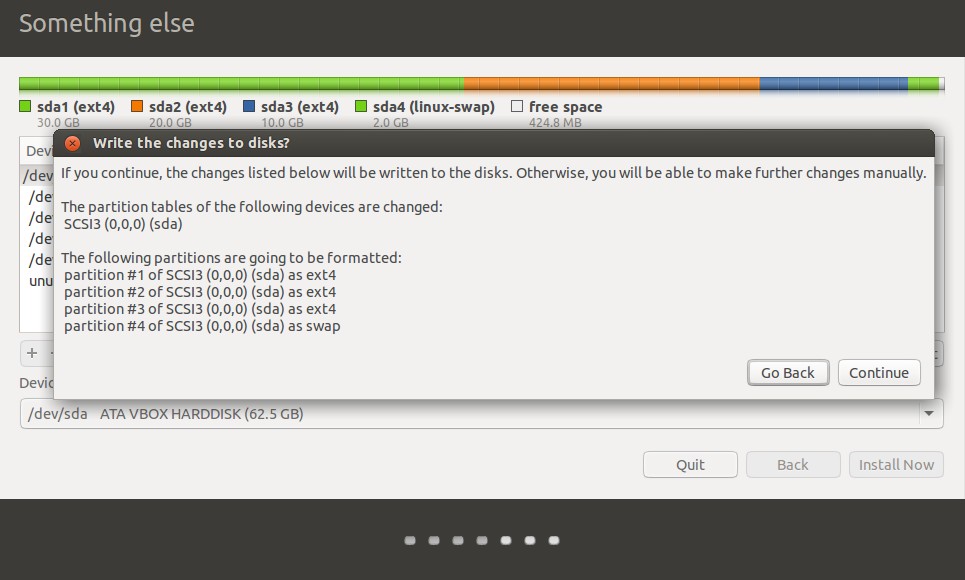 Something else
sda1 (ext4) sda2 (ext4) sda3 (ext4) sda4 (linux-swap) free space
30.0 GB 20.0 GB 10.0 GB 2.0 GB 424.8 MB
Write the changes to disks?
If you continue, the changes listed below will be written to the disks. Otherwise, you will be able to make further changes manually.
The partition tables of the following devices are changed:
SCSI3 (0,0,0) (sda)
The following partitions are going to be formatted:
partition #1 of SCSI3 (0,0,0) (sda) as ext4
partition #2 of SCSI3 (0,0,0) (sda) as ext4
partition #3 of SCSI3 (0,0,0) (sda) as ext4
partition #4 of SCSI3 (0,0,0) (sda) as swap
Go Back Continue
Devi
/dev
/de
/de
/de
/de
unu
+
Devic
/dev/sda ATA VBOX HARDDISK (62.5 GB)
Quit Back Install Now